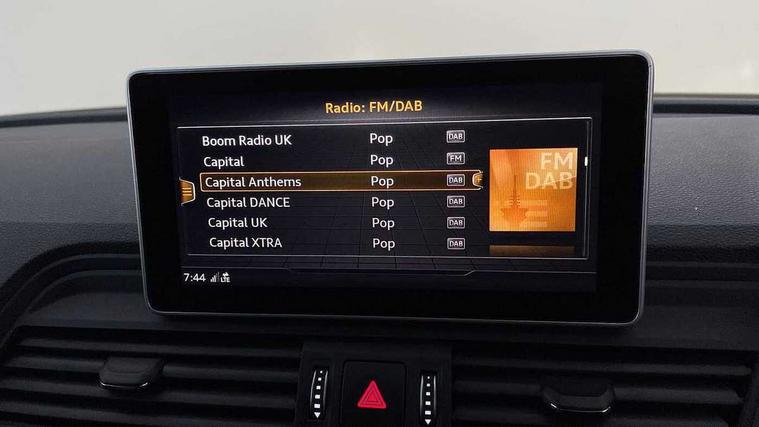 Radio: FM/DAB
Boom Radio UK Pop DAB
Capital Pop FM
Capital Anthems Pop DAB
Capital DANCE Pop DAB
Capital UK Pop DAB
Capital XTRA Pop DAB
FM
DAB
7:44 LTE